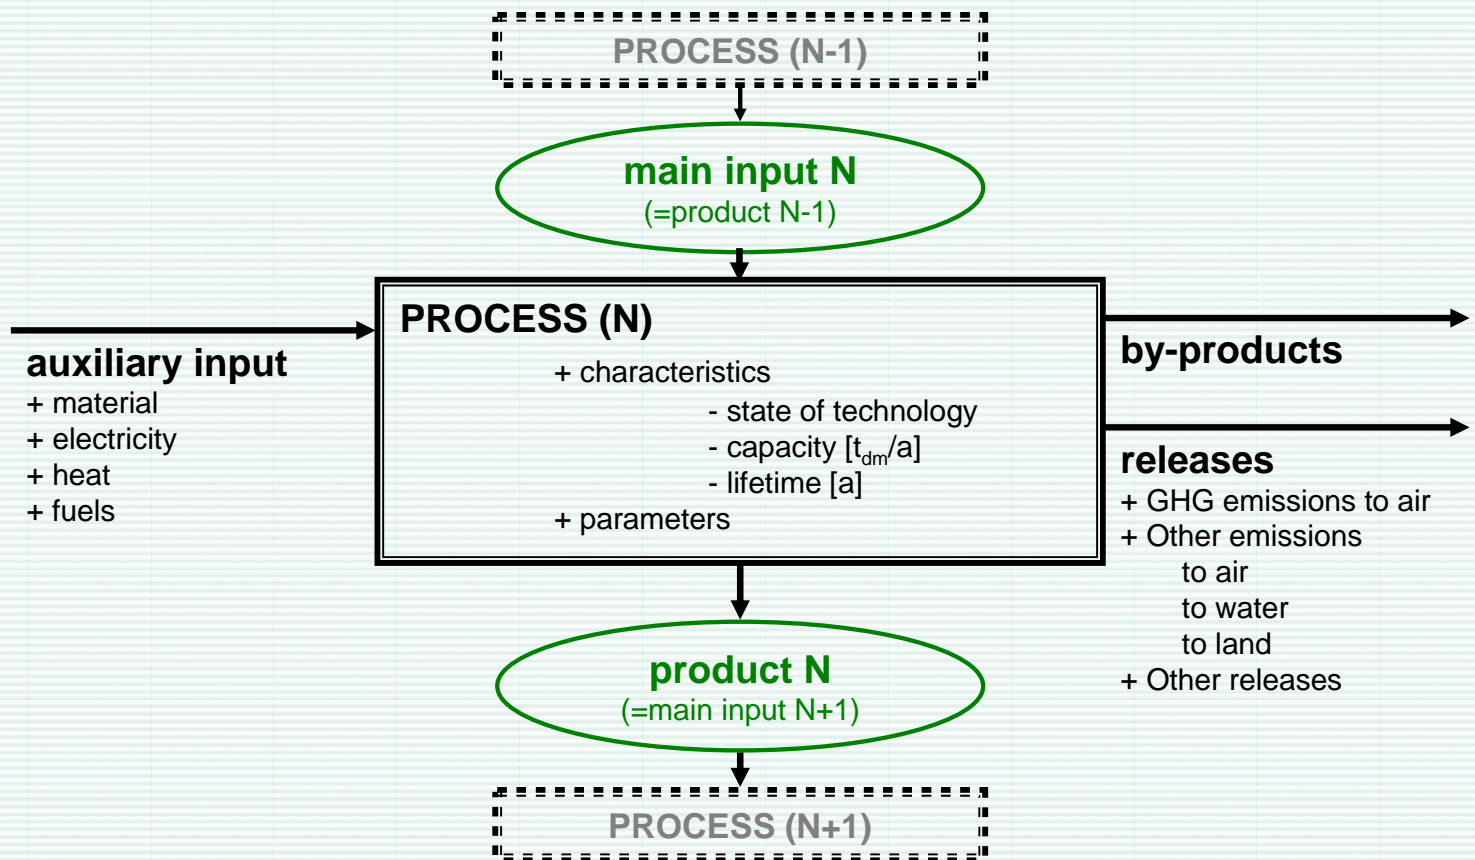 PROCESS (N-1)
main input N
(=product N-1)
PROCESS (N)
+ characteristics
- state of technology
- capacity [t_dm/a]
- lifetime [a]
+ parameters
auxiliary input
+ material
+ electricity
+ heat
+ fuels
by-products
releases
+ GHG emissions to air
+ Other emissions
to air
to water
to land
+ Other releases
product N
(=main input N+1)
PROCESS (N+1)